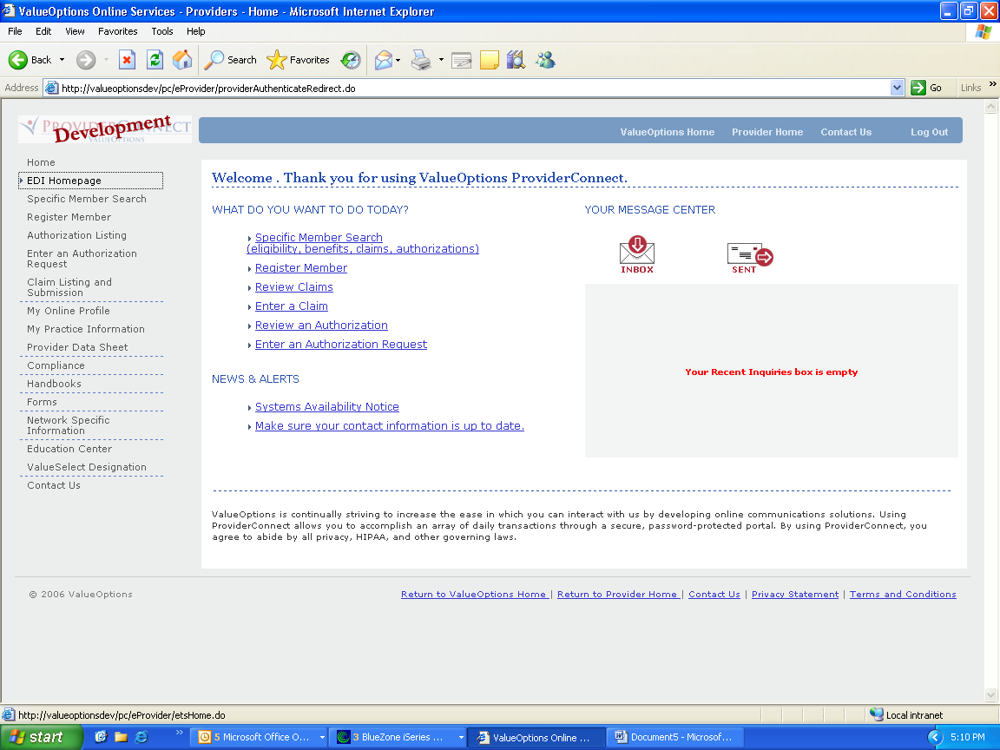 ValueOptions Online Services - Providers - Home - Microsoft Internet Explorer
File Edit View Favorites Tools Help
Back Search Favorites
Address http://valueoptionsdev/pc/eProvider/providerAuthenticateRedirect.do Go Links »
PROVIDERCONNECT
VALUEOPTIONS
Development
ValueOptions Home Provider Home Contact Us Log Out
Home
EDI Homepage
Specific Member Search
Register Member
Authorization Listing
Enter an Authorization
Request
Claim Listing and
Submission
My Online Profile
My Practice Information
Provider Data Sheet
Compliance
Handbooks
Forms
Network Specific
Information
Education Center
ValueSelect Designation
Contact Us
Welcome . Thank you for using ValueOptions ProviderConnect.
WHAT DO YOU WANT TO DO TODAY?
Specific Member Search
(eligibility, benefits, claims, authorizations)
Register Member
Review Claims
Enter a Claim
Review an Authorization
Enter an Authorization Request
NEWS & ALERTS
Systems Availability Notice
Make sure your contact information is up to date.
YOUR MESSAGE CENTER
INBOX SENT
Your Recent Inquiries box is empty
ValueOptions is continually striving to increase the ease in which you can interact with us by developing online communications solutions. Using
ProviderConnect allows you to accomplish an array of daily transactions through a secure, password-protected portal. By using ProviderConnect, you
agree to abide by all privacy, HIPAA, and other governing laws.
© 2006 ValueOptions
Return to ValueOptions Home | Return to Provider Home | Contact Us | Privacy Statement | Terms and Conditions
http://valueoptionsdev/pc/eProvider/etsHome.do Local intranet
start » 5 Microsoft Office O... 3 BlueZone iSeries ... ValueOptions Online ... Document5 - Microsof... 5:10 PM